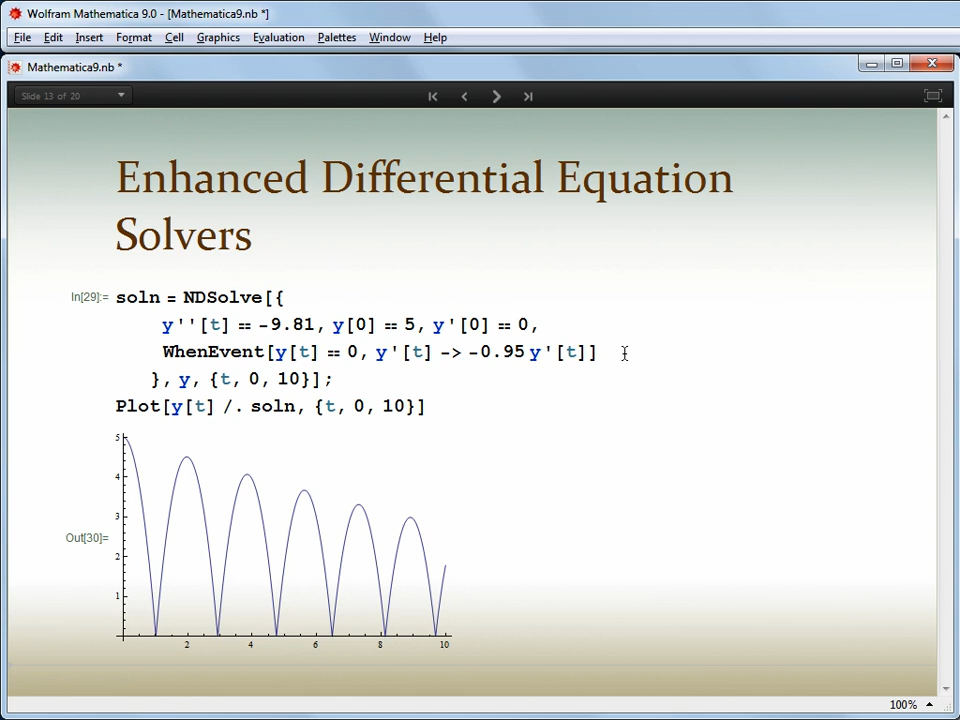 Wolfram Mathematica 9.0 - [Mathematica9.nb *]
File Edit Insert Format Cell Graphics Evaluation Palettes Window Help
Mathematica9.nb *
Slide 13 of 20
Enhanced Differential Equation
Solvers
In[29]:= soln = NDSolve[{
y''[t] == -9.81, y[0] == 5, y'[0] == 0,
WhenEvent[y[t] == 0, y'[t] -> -0.95 y'[t]]
}, y, {t, 0, 10}];
Plot[y[t] /. soln, {t, 0, 10}]
5
4
3
Out[30]=
2
1
2 4 6 8 10
100%